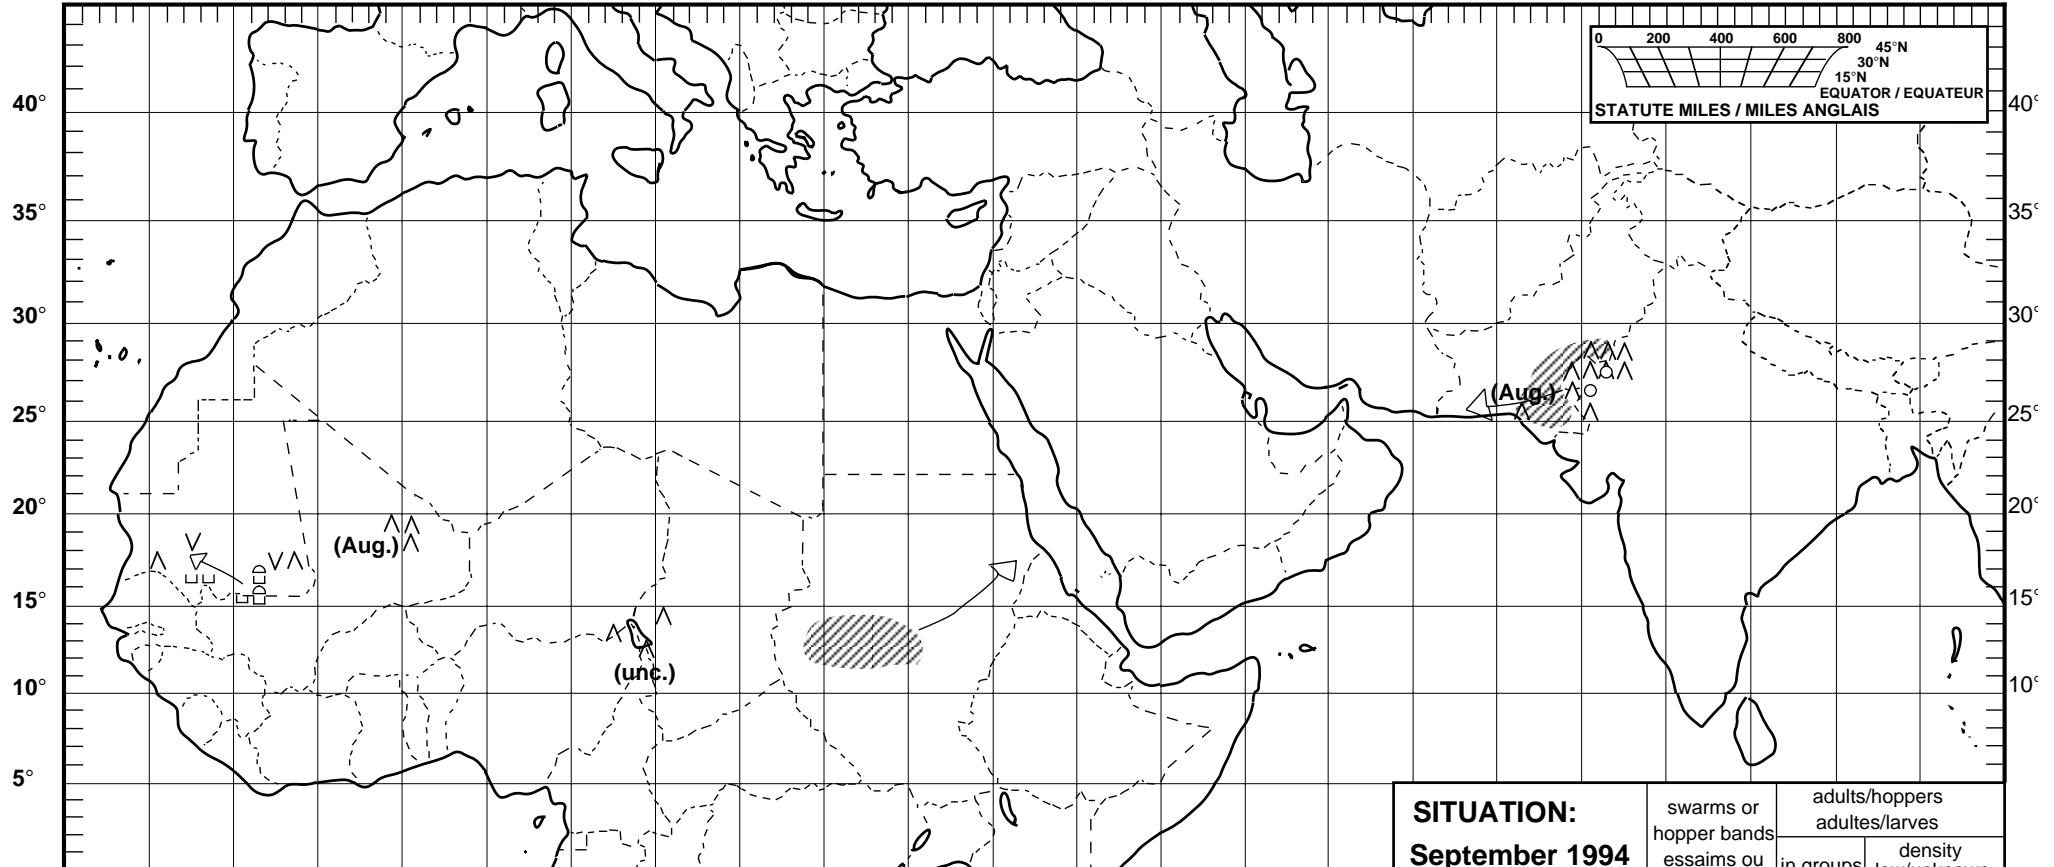 0 200 400 600 800
45°N
30°N
15°N
EQUATOR / EQUATEUR
STATUTE MILES / MILES ANGLAIS
40° 40°
35° 35°
30° 30°
(Aug.)
25° 25°
20° 20°
(Aug.)
15° 15°
(unc.)
10° 10°
5°
SITUATION:
September 1994
swarms or
hopper bands
essaims ou
adults/hoppers
adultes/larves
in groups
density
low/unknown